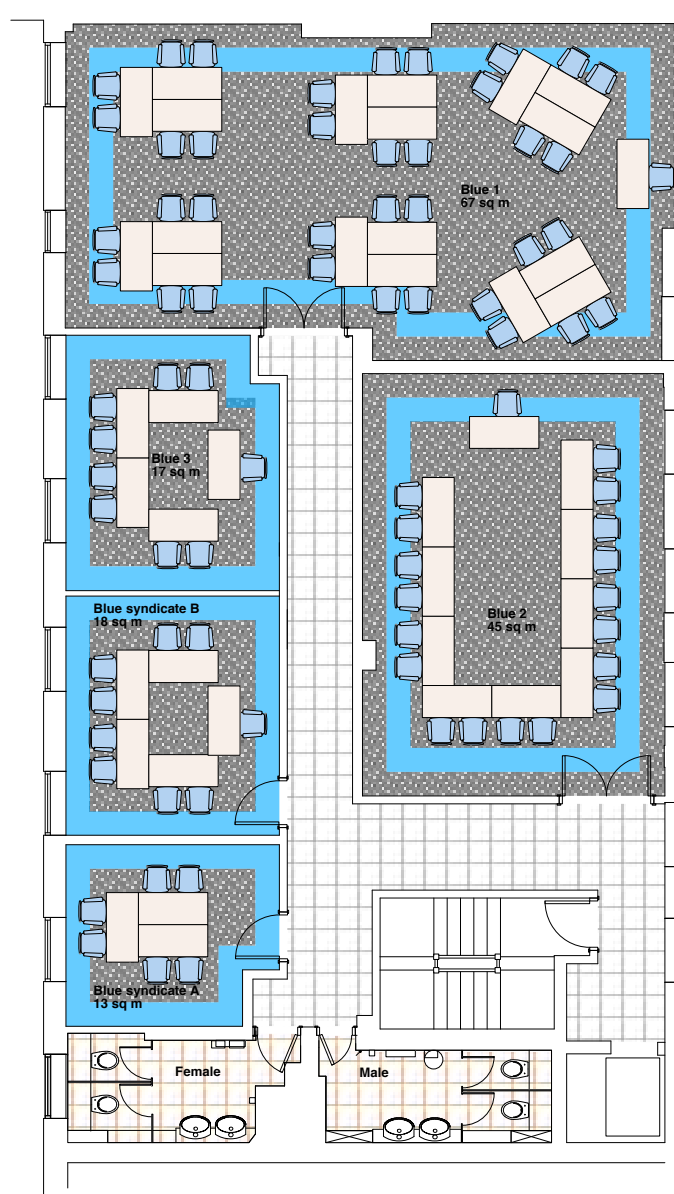 Blue 1
67 sq m
Blue 3
17 sq m
Blue syndicate B
18 sq m
Blue 2
45 sq m
Blue syndicate A
13 sq m
Female
Male